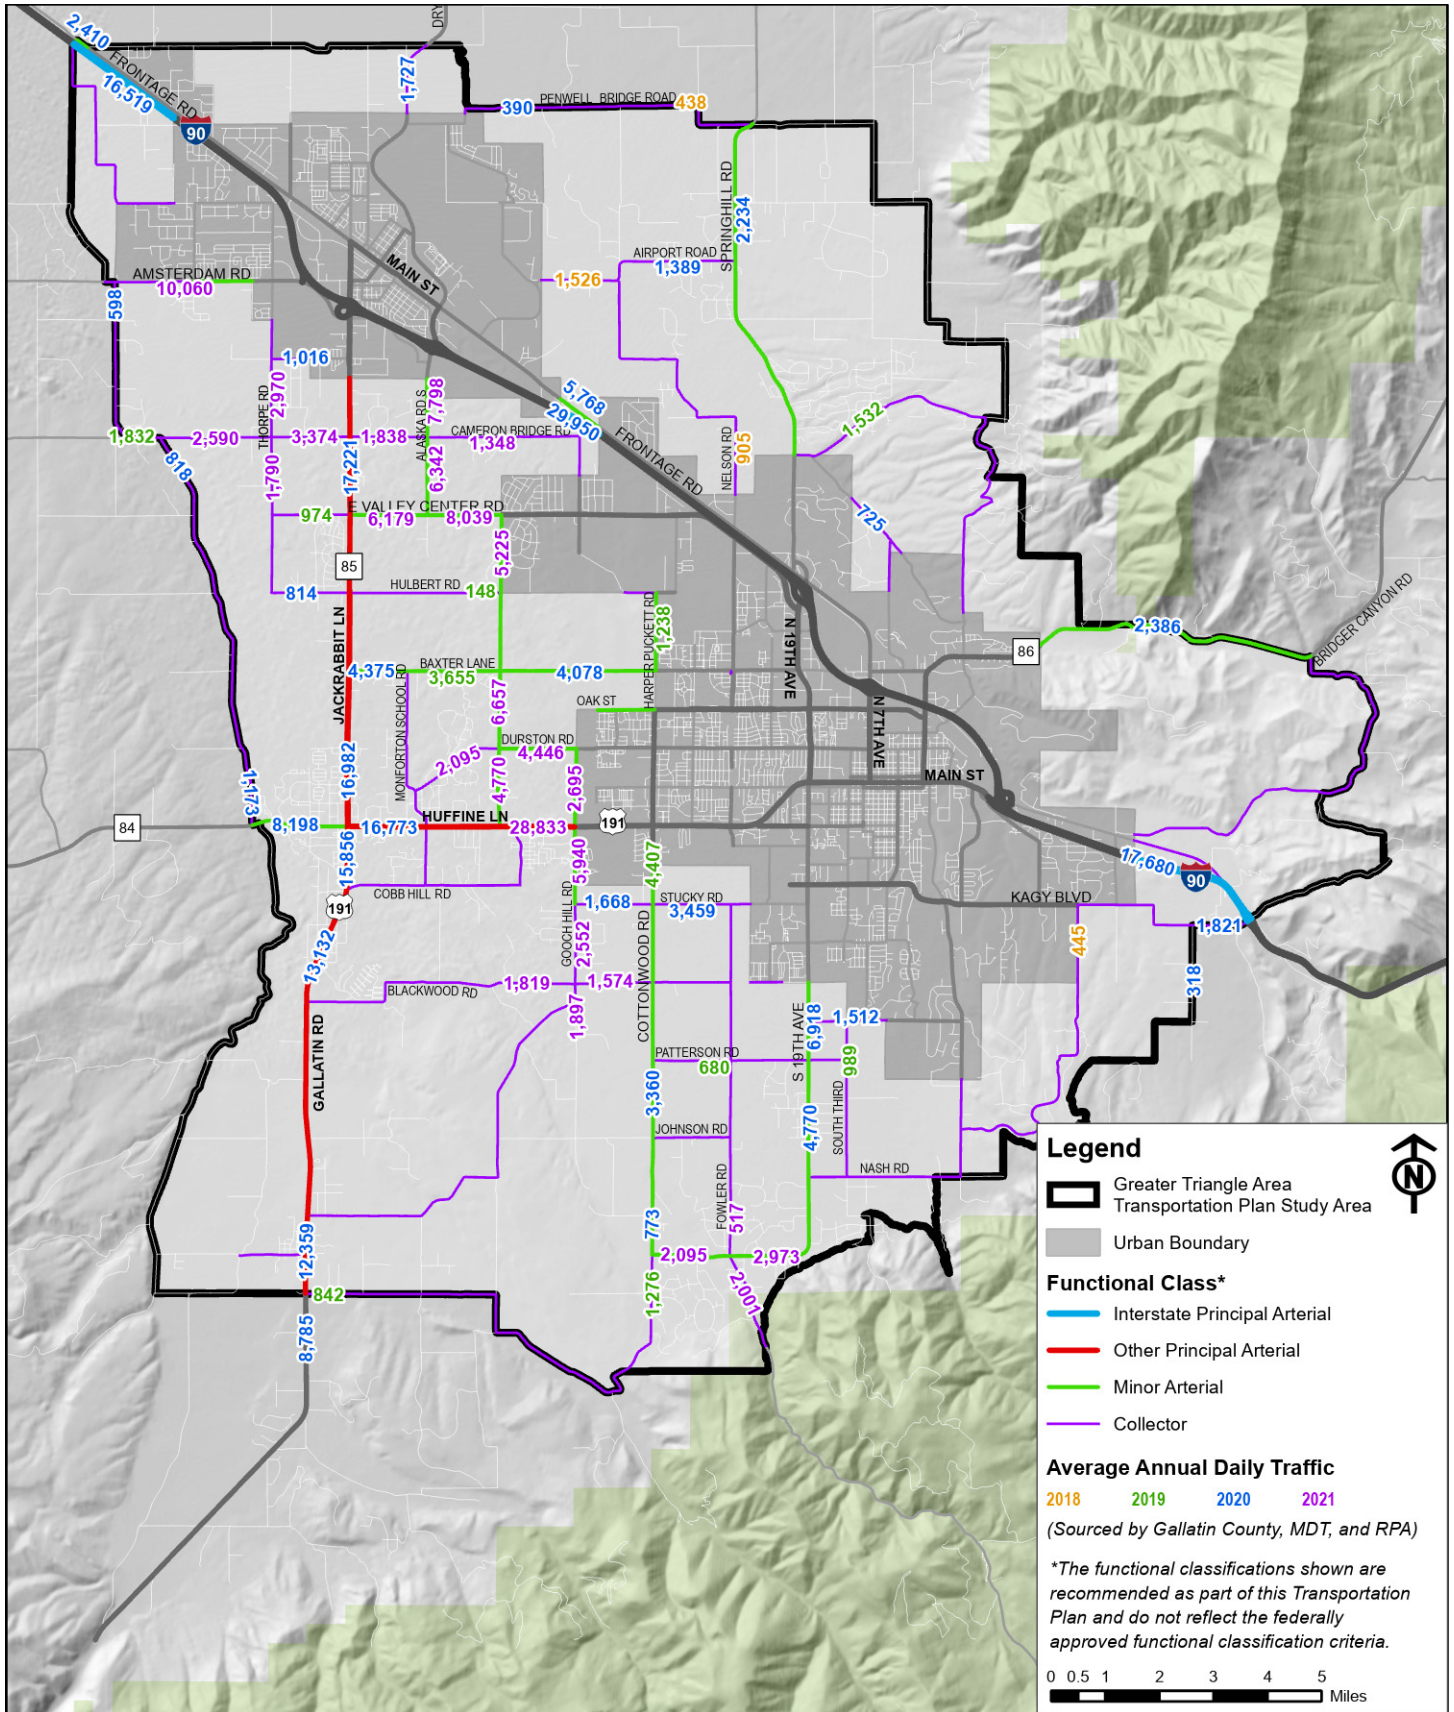 2,410
FRONTAGE RD
16,519
90
DRY
1,727
390
PENWELL BRIDGE ROAD
438
SPRINGHILL RD
2,234
AIRPORT ROAD
1,389
1,526
MAIN ST
AMSTERDAM RD
10,060
598
1,016
THORPE RD
2,970
7,798
ALASKA RD S
5,768
29,950
FRONTAGE RD
1,532
1,832
2,590
3,374
1,838
CAMERON BRIDGE RD
1,348
818
1,790
17,221
6,342
NELSON RD
905
E VALLEY CENTER RD
974
6,179
8,039
725
5,225
85
HULBERT RD
814
148
HARPER PUCKETT RD
1,238
N 19TH AVE
86
2,386
BRIDGER CANYON RD
JACKRABBIT LN
4,375
BAXTER LANE
3,655
4,078
MONFORTON SCHOOL RD
6,657
OAK ST
N 7TH AVE
DURSTON RD
4,446
2,095
16,982
4,770
2,695
MAIN ST
1,173
84
8,198
HUFFINE LN
16,773
28,833
191
15,856
5,940
4,407
17,680
90
COBB HILL RD
191
GOOCH HILL RD
1,668
STUCKY RD
3,459
KAGY BLVD
445
1,821
318
13,132
2,552
COTTONWOOD RD
BLACKWOOD RD
1,819
1,574
1,897
GALLATIN RD
S 19TH AVE
6,918
1,512
PATTERSON RD
680
989
3,360
JOHNSON RD
4,770
SOUTH THIRD
NASH RD
FOWLER RD
517
773
12,359
2,095
2,973
842
1,276
2,001
8,785
Legend
N
Greater Triangle Area
Transportation Plan Study Area
Urban Boundary
Functional Class*
Interstate Principal Arterial
Other Principal Arterial
Minor Arterial
Collector
Average Annual Daily Traffic
2018 2019 2020 2021
(Sourced by Gallatin County, MDT, and RPA)
*The functional classifications shown are
recommended as part of this Transportation
Plan and do not reflect the federally
approved functional classification criteria.
0 0.5 1 2 3 4 5
Miles